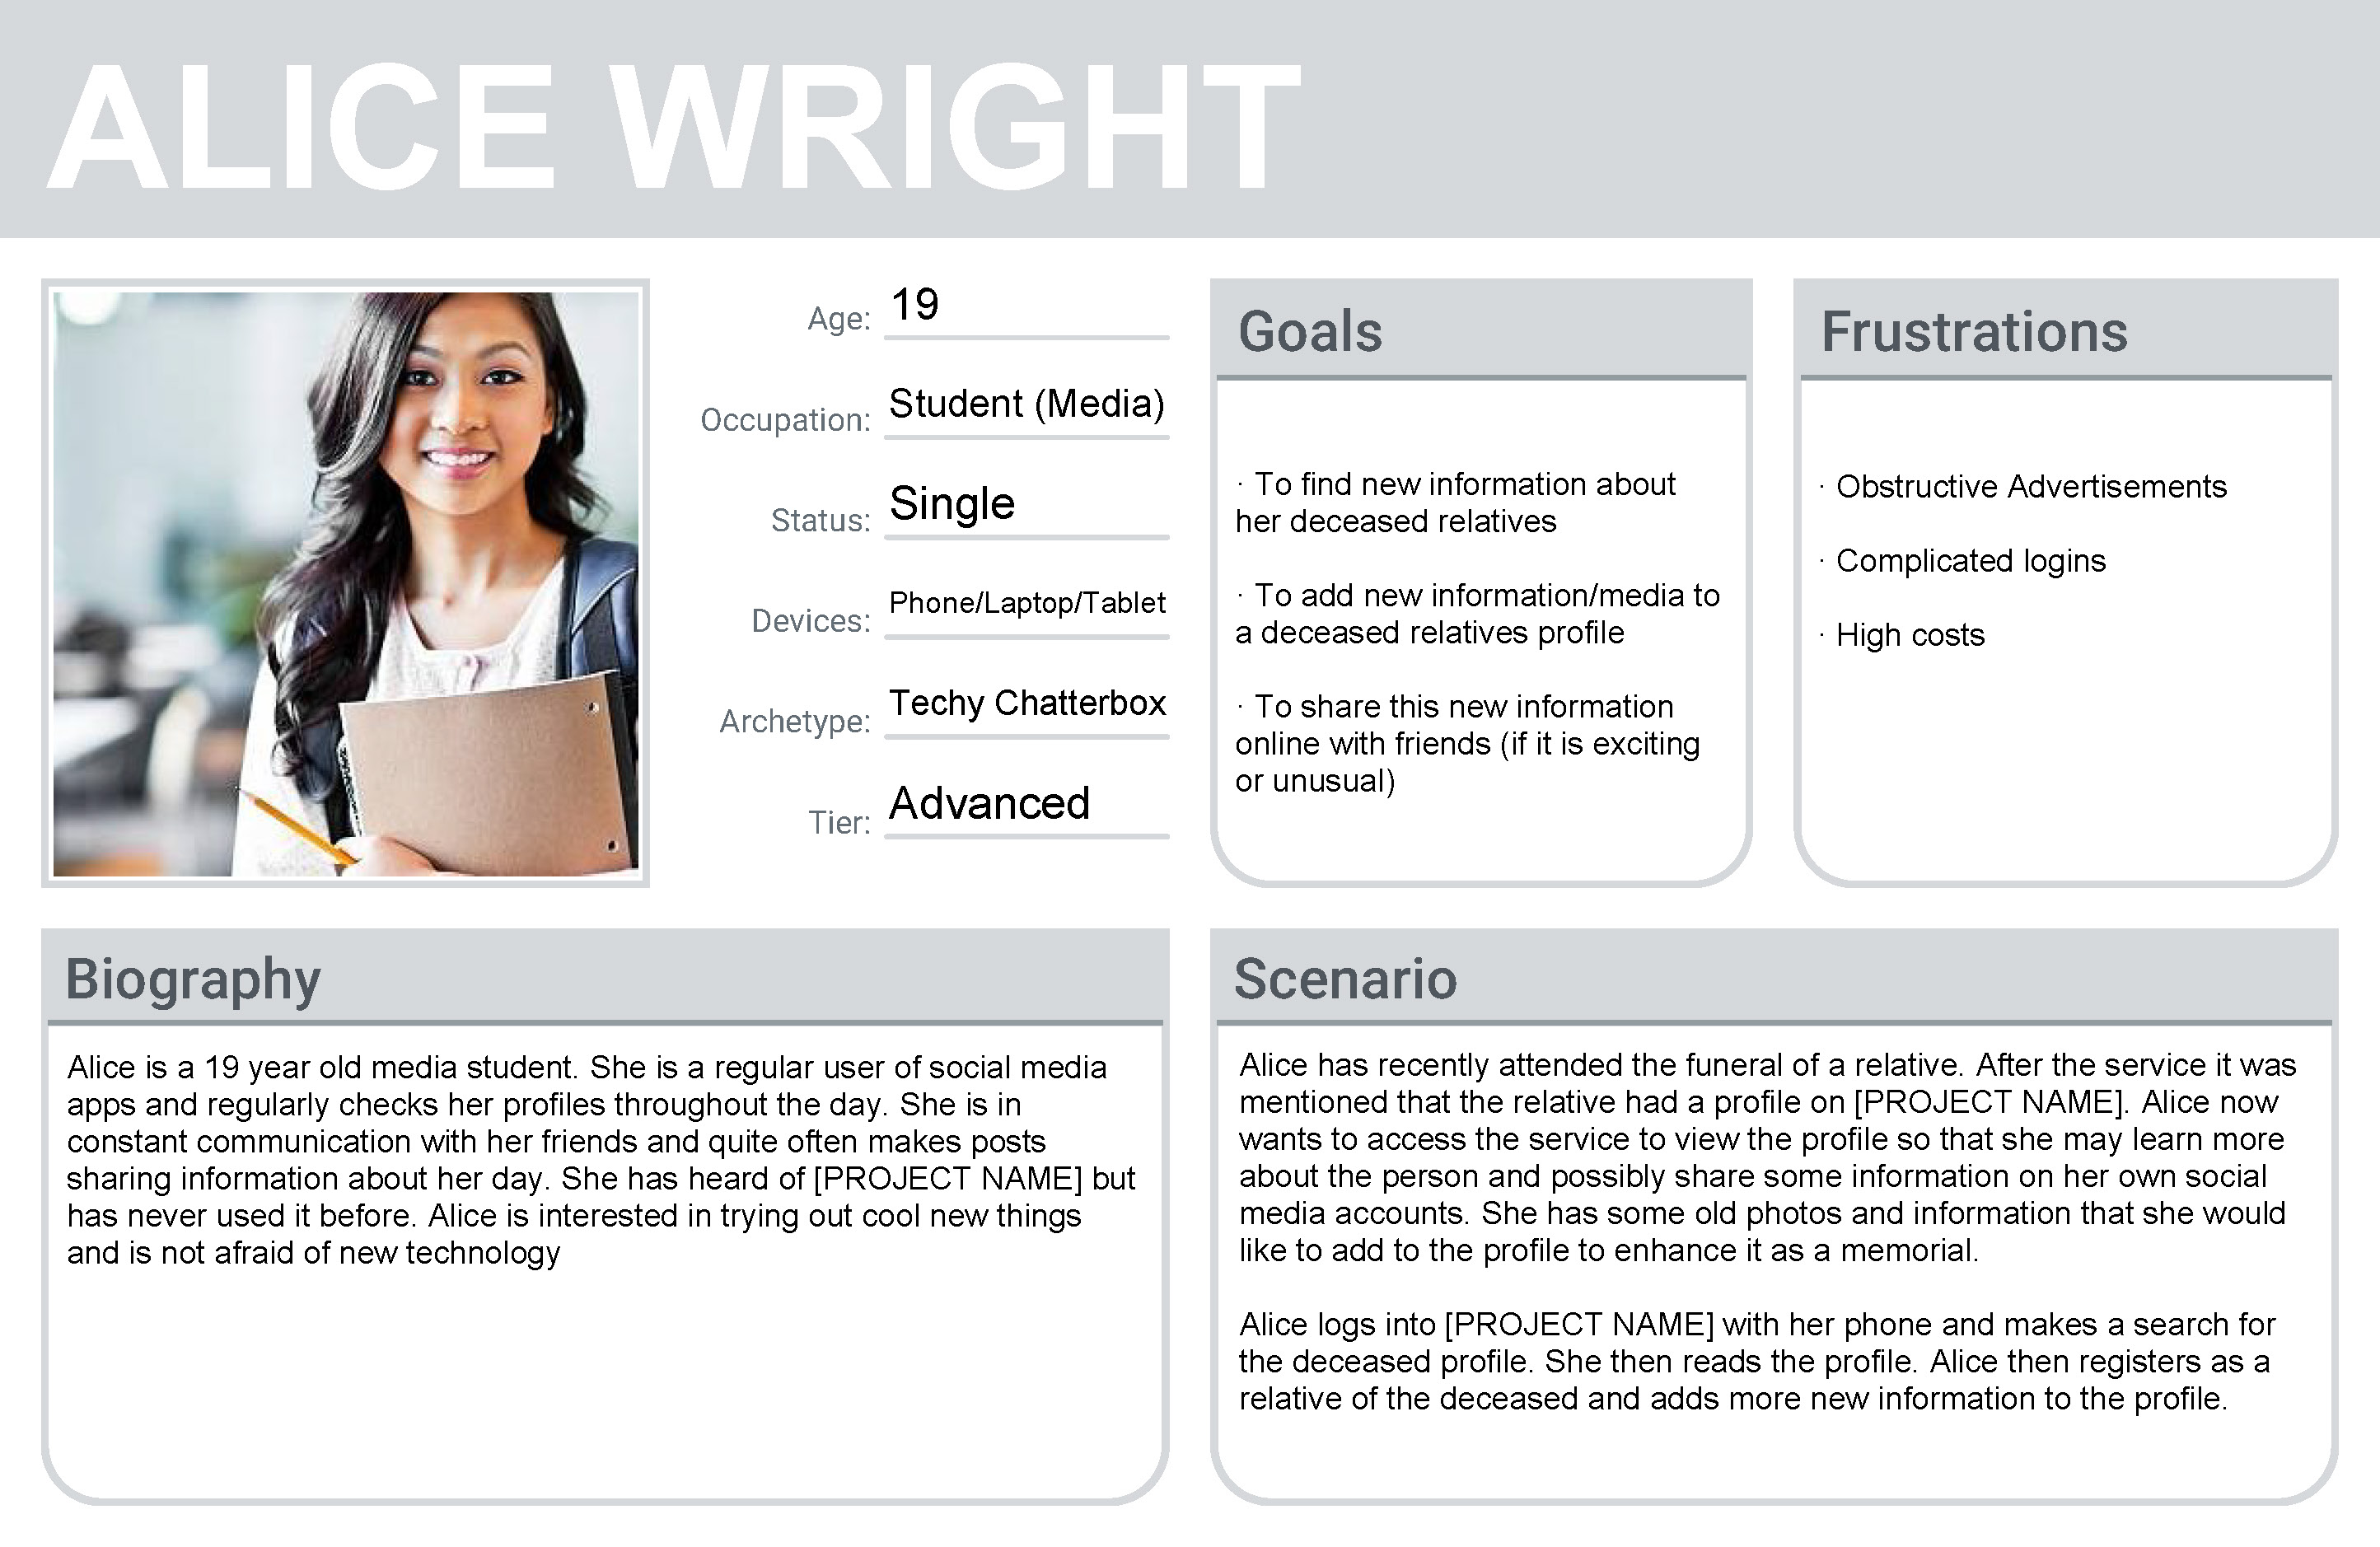 ALICE WRIGHT
Age: 19
Occupation: Student (Media)
Status: Single
Devices: Phone/Laptop/Tablet
Archetype: Techy Chatterbox
Tier: Advanced
Goals
· To find new information about
her deceased relatives
· To add new information/media to
a deceased relatives profile
· To share this new information
online with friends (if it is exciting
or unusual)
Frustrations
· Obstructive Advertisements
· Complicated logins
· High costs
Biography
Alice is a 19 year old media student. She is a regular user of social media
apps and regularly checks her profiles throughout the day. She is in
constant communication with her friends and quite often makes posts
sharing information about her day. She has heard of [PROJECT NAME] but
has never used it before. Alice is interested in trying out cool new things
and is not afraid of new technology
Scenario
Alice has recently attended the funeral of a relative. After the service it was
mentioned that the relative had a profile on [PROJECT NAME]. Alice now
wants to access the service to view the profile so that she may learn more
about the person and possibly share some information on her own social
media accounts. She has some old photos and information that she would
like to add to the profile to enhance it as a memorial.
Alice logs into [PROJECT NAME] with her phone and makes a search for
the deceased profile. She then reads the profile. Alice then registers as a
relative of the deceased and adds more new information to the profile.